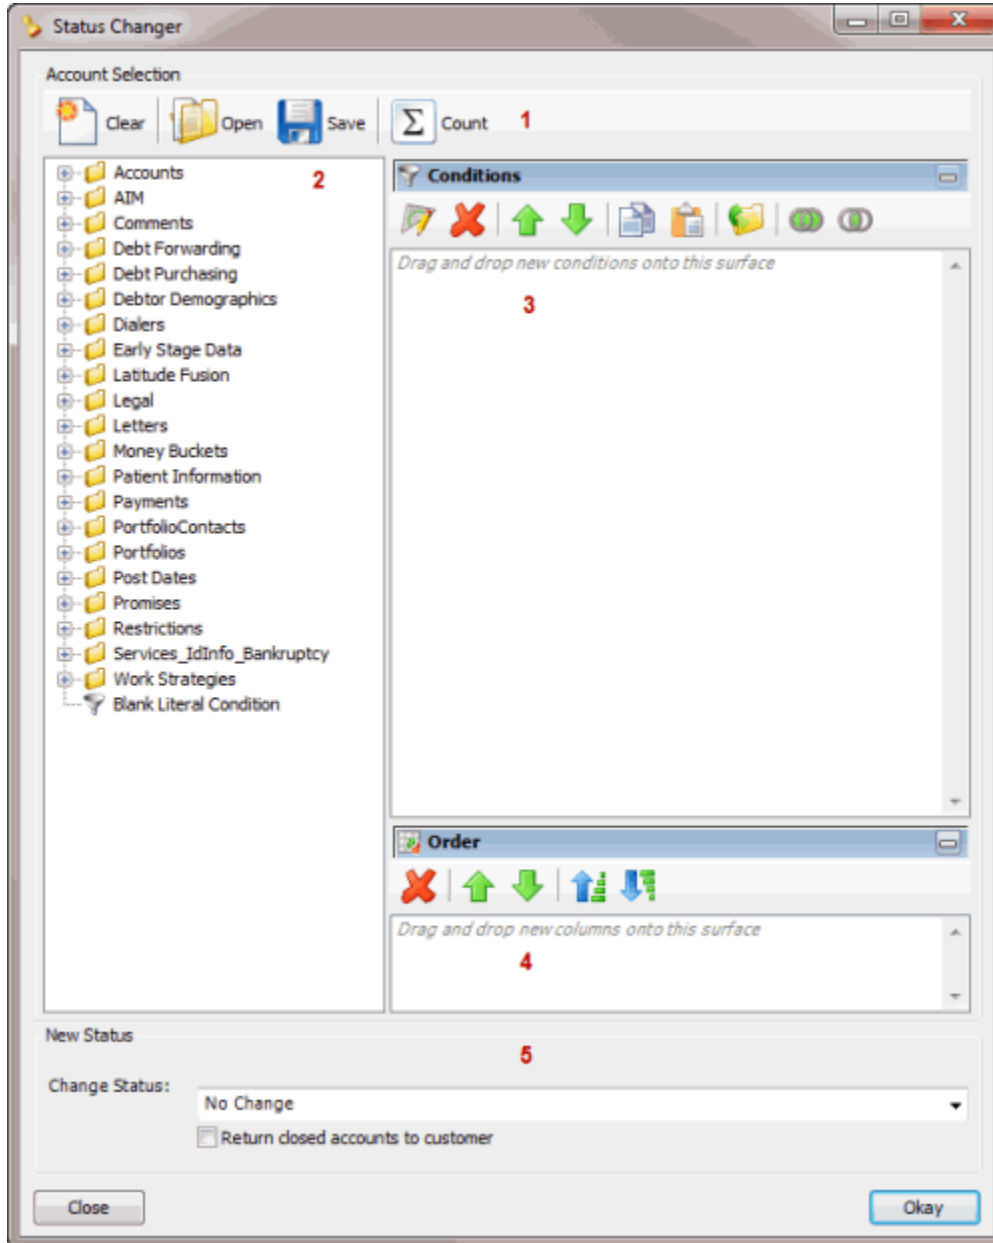 Status Changer
Account Selection
Clear Open Save Σ Count 1
2
Accounts
AIM
Comments
Debt Forwarding
Debt Purchasing
Debtor Demographics
Dialers
Early Stage Data
Latitude Fusion
Legal
Letters
Money Buckets
Patient Information
Payments
PortfolioContacts
Portfolios
Post Dates
Promises
Restrictions
Services_IdInfo_Bankruptcy
Work Strategies
Blank Literal Condition
Conditions
Drag and drop new conditions onto this surface
3
Order
Drag and drop new columns onto this surface
4
New Status
5
Change Status:
No Change
Return closed accounts to customer
Close
Okay